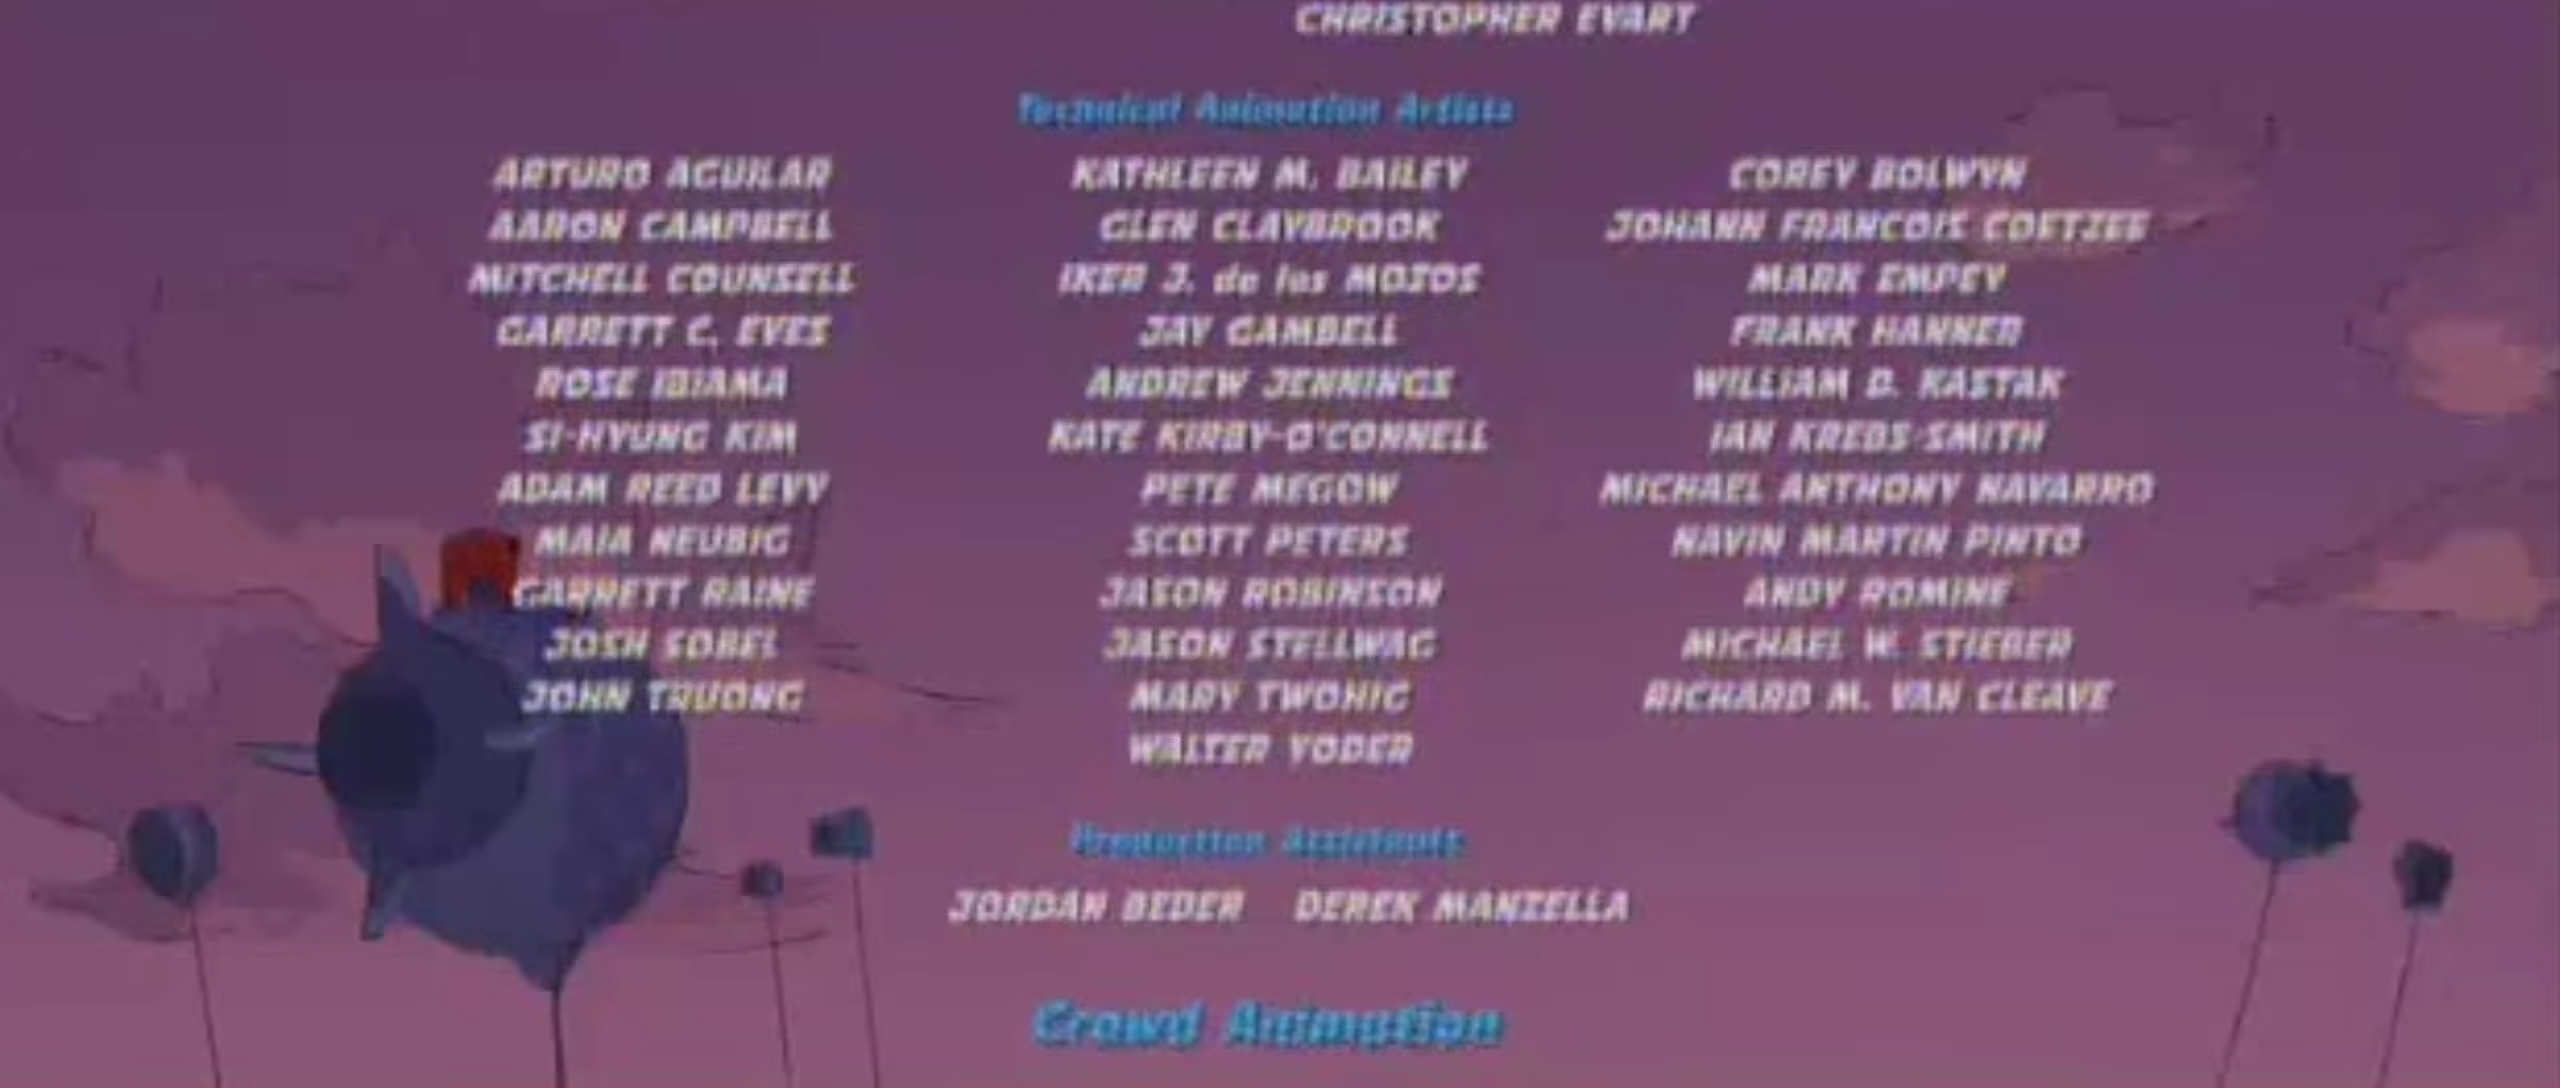 CHRISTOPHER EVART
Technical Animation Artists
ARTURO AGUILAR KATHLEEN M. BAILEY COREY BOLWYN
AARON CAMPBELL GLEN CLAYBROOK JOHANN FRANCOIS COETZEE
MITCHELL COUNSELL IKER J. de los MOZOS MARK EMPEY
GARRETT C. EVES JAY GAMBELL FRANK HANNER
ROSE IBIAMA ANDREW JENNINGS WILLIAM D. KASTAK
SI-HYUNG KIM KATE KIRBY-O'CONNELL IAN KREBS-SMITH
ADAM REED LEVY PETE MEGOW MICHAEL ANTHONY NAVARRO
MAIA NEUBIG SCOTT PETERS NAVIN MARTIN PINTO
GARRETT RAINE JASON ROBINSON ANDY ROMINE
JOSH SOBEL JASON STELLWAG MICHAEL W. STIEBER
JOHN TRUONG MARY TWOHIG RICHARD M. VAN CLEAVE
WALTER YODER
Production Assistants
JORDAN BEDER DEREK MANZELLA
Crowd Animation